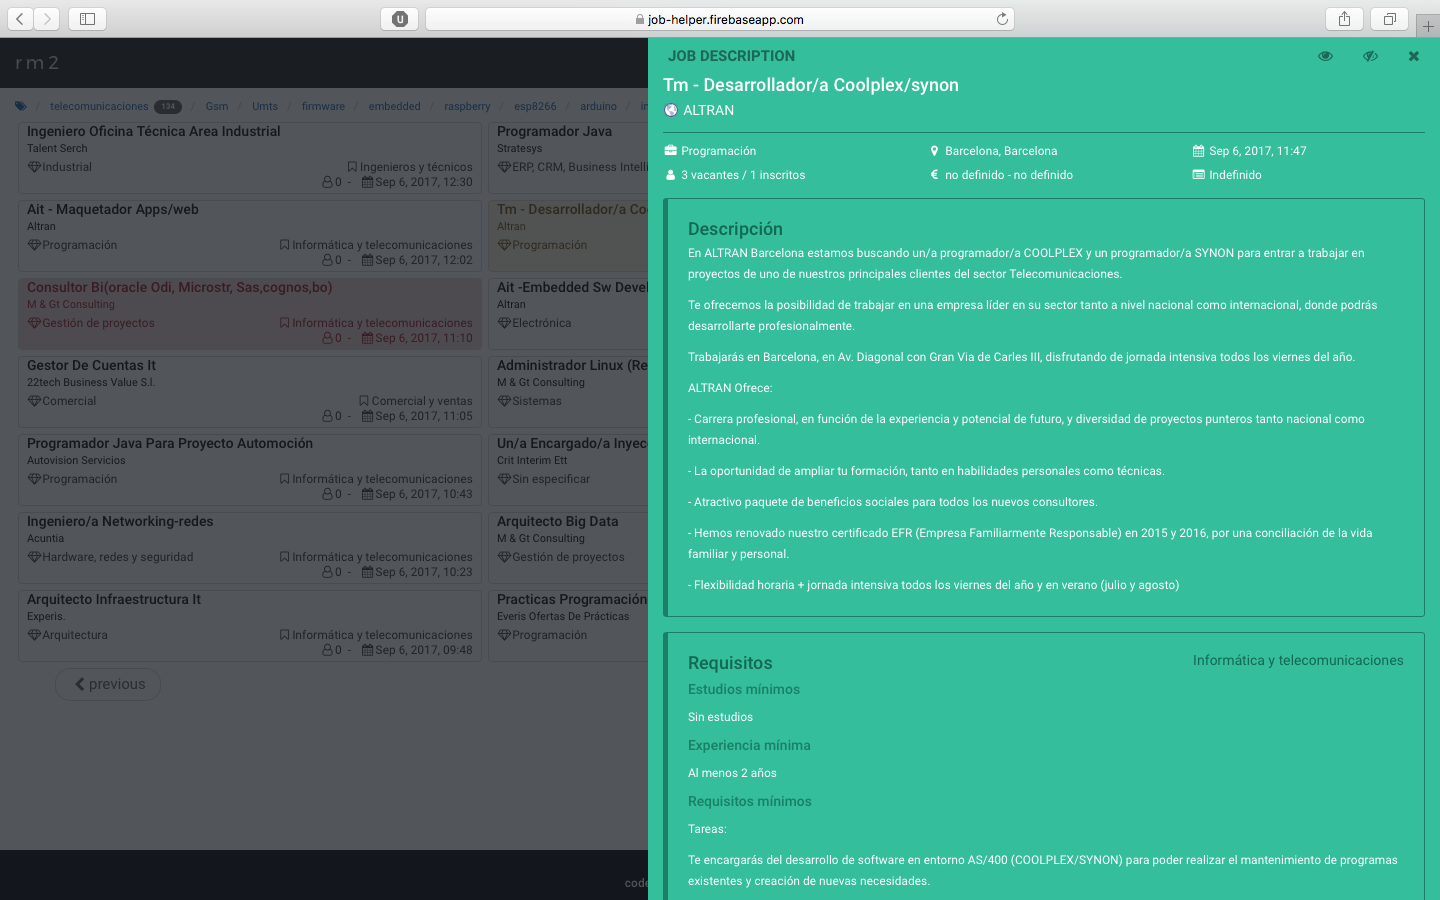 job-helper.firebaseapp.com
rm2
telecomunicaciones 134 / Gsm / Umts / firmware / embedded / raspberry / esp8266 / arduino /
Ingeniero Oficina Técnica Area Industrial
Talent Serch
Industrial
Ingenieros y técnicos
0 - Sep 6, 2017, 12:30
Programador Java
Stratesys
ERP, CRM, Business
Ait - Maquetador Apps/web
Altran
Programación
Informática y telecomunicaciones
0 - Sep 6, 2017, 12:02
Tm - Desarrollador/a
Altran
Programación
Consultor Bi(oracle Odi, Microstr, Sas,cognos,bo)
M & Gt Consulting
Gestión de proyectos
Informática y telecomunicaciones
0 - Sep 6, 2017, 11:10
Ait -Embedded Sw
Altran
Electrónica
Gestor De Cuentas It
22tech Business Value S.l.
Comercial
Comercial y ventas
0 - Sep 6, 2017, 11:05
Administrador Linux
M & Gt Consulting
Sistemas
Programador Java Para Proyecto Automoción
Autovision Servicios
Programación
Informática y telecomunicaciones
0 - Sep 6, 2017, 10:43
Un/a Encargado/a
Crit Interim Ett
Sin especificar
Ingeniero/a Networking-redes
Acuntia
Hardware, redes y seguridad
Informática y telecomunicaciones
0 - Sep 6, 2017, 10:23
Arquitecto Big Data
M & Gt Consulting
Gestión de proyectos
Arquitecto Infraestructura It
Experis.
Arquitectura
Informática y telecomunicaciones
0 - Sep 6, 2017, 09:48
Practicas Programación
Everis Ofertas De Prácticas
Programación
previous
code
JOB DESCRIPTION
Tm - Desarrollador/a Coolplex/synon
ALTRAN
Programación
Barcelona, Barcelona
Sep 6, 2017, 11:47
3 vacantes / 1 inscritos
€ no definido - no definido
Indefinido
Descripción
En ALTRAN Barcelona estamos buscando un/a programador/a COOLPLEX y un programador/a SYNON para entrar a trabajar en
proyectos de uno de nuestros principales clientes del sector Telecomunicaciones.
Te ofrecemos la posibilidad de trabajar en una empresa líder en su sector tanto a nivel nacional como internacional, donde podrás
desarrollarte profesionalmente.
Trabajarás en Barcelona, en Av. Diagonal con Gran Via de Carles III, disfrutando de jornada intensiva todos los viernes del año.
ALTRAN Ofrece:
- Carrera profesional, en función de la experiencia y potencial de futuro, y diversidad de proyectos punteros tanto nacional como
internacional.
- La oportunidad de ampliar tu formación, tanto en habilidades personales como técnicas.
- Atractivo paquete de beneficios sociales para todos los nuevos consultores.
- Hemos renovado nuestro certificado EFR (Empresa Familiarmente Responsable) en 2015 y 2016, por una conciliación de la vida
familiar y personal.
- Flexibilidad horaria + jornada intensiva todos los viernes del año y en verano (julio y agosto)
Requisitos
Informática y telecomunicaciones
Estudios mínimos
Sin estudios
Experiencia mínima
Al menos 2 años
Requisitos mínimos
Tareas:
Te encargarás del desarrollo de software en entorno AS/400 (COOLPLEX/SYNON) para poder realizar el mantenimiento de programas
existentes y creación de nuevas necesidades.